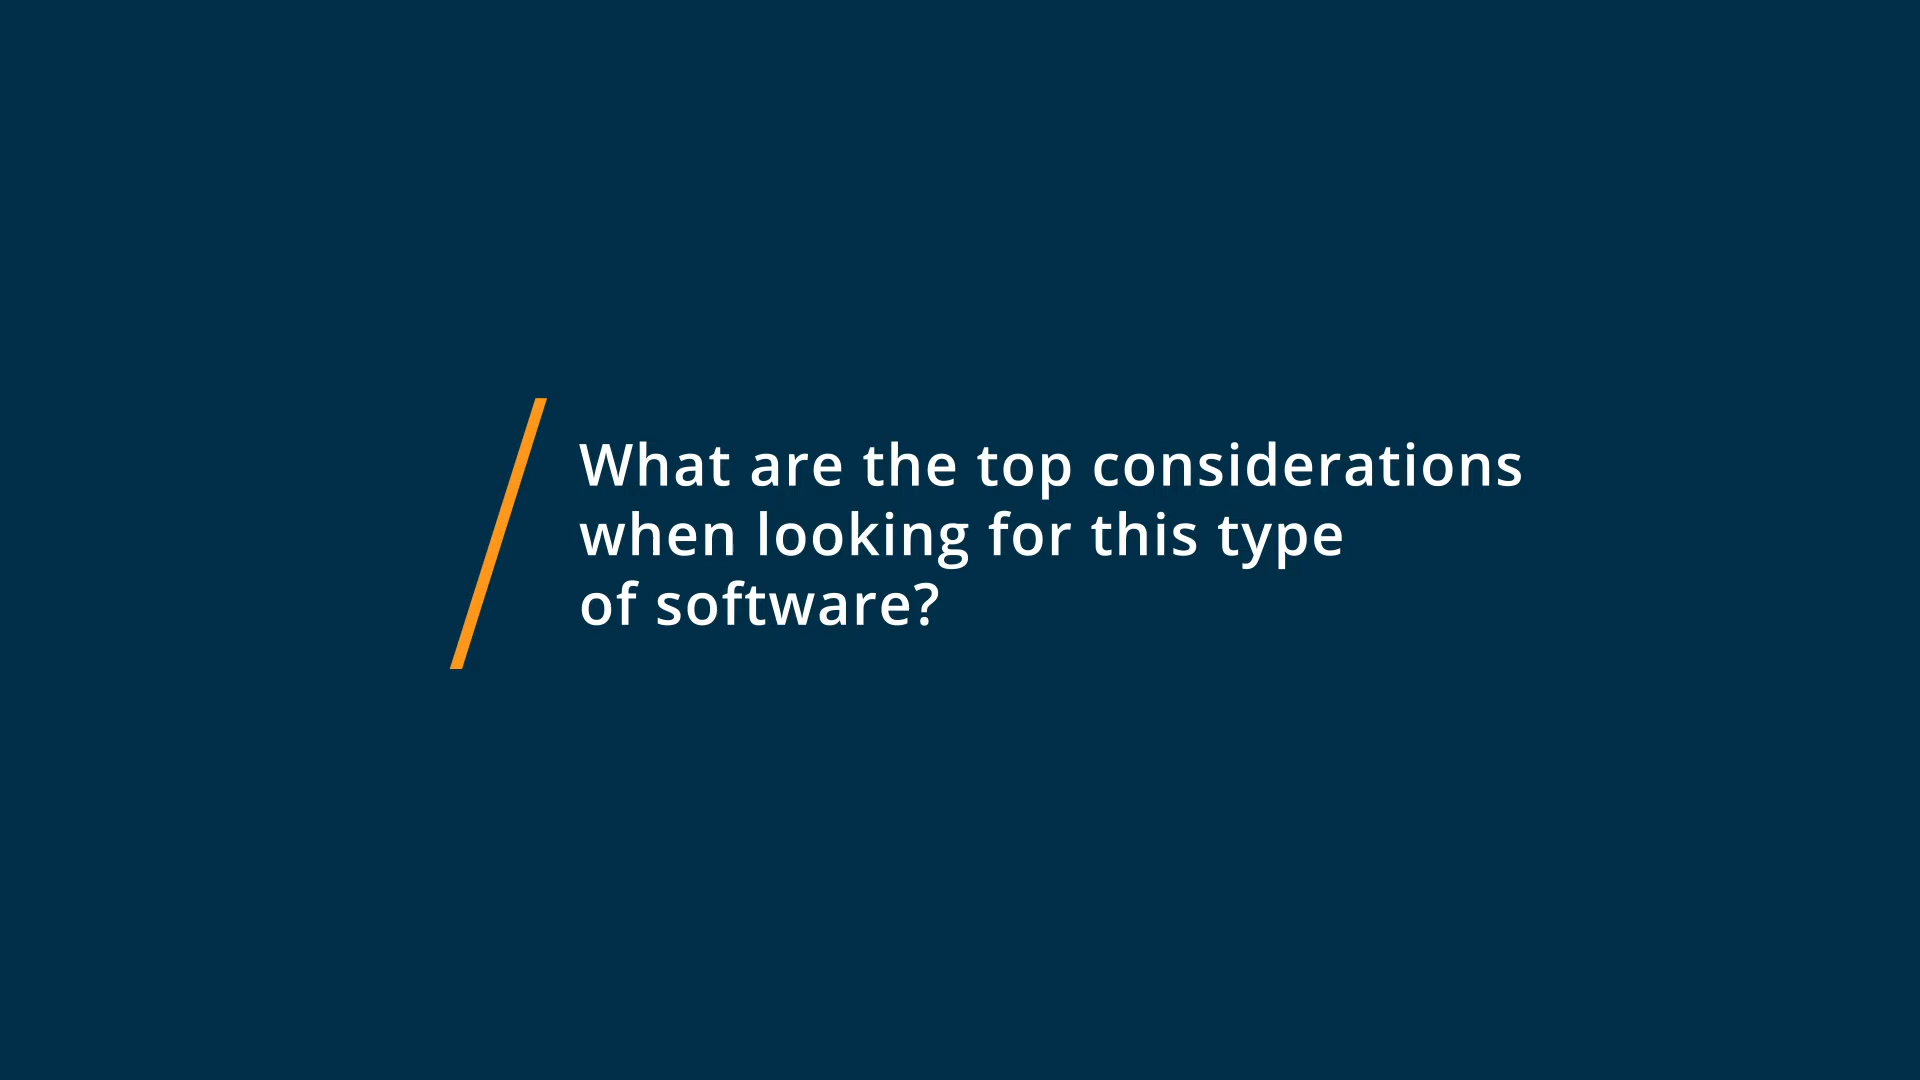 What are the top considerations
when looking for this type
of software?